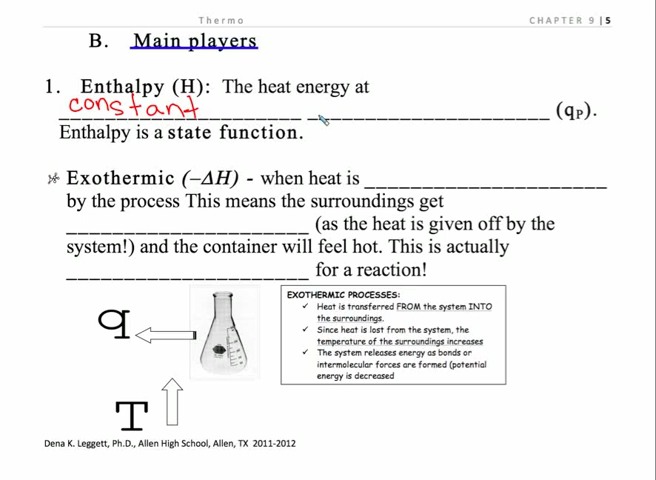 Thermo
CHAPTER 9 | 5
B. Main players
1. Enthalpy (H): The heat energy at
constant ____________________ (qP).
Enthalpy is a state function.
Exothermic (–ΔH) - when heat is ____________________
by the process This means the surroundings get
____________________ (as the heat is given off by the
system!) and the container will feel hot. This is actually
____________________ for a reaction!
EXOTHERMIC PROCESSES:
✓ Heat is transferred FROM the system INTO
the surroundings.
✓ Since heat is lost from the system, the
temperature of the surroundings increases
✓ The system releases energy as bonds or
intermolecular forces are formed (potential
energy is decreased
q
T
Dena K. Leggett, Ph.D., Allen High School, Allen, TX 2011-2012